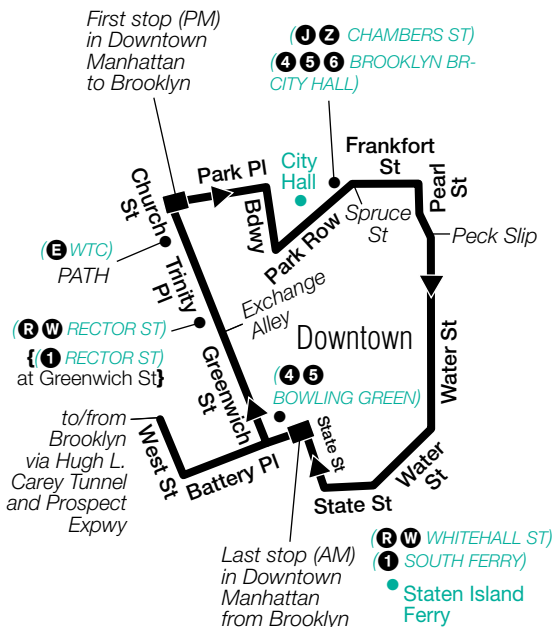 First stop (PM)
in Downtown
Manhattan
to Brooklyn
(J Z CHAMBERS ST)
(4 5 6 BROOKLYN BR-
CITY HALL)
Frankfort
St
Pearl
St
City
Hall
Park Pl
Bdwy
Park Row
Spruce
St
Peck Slip
Church
St
(E WTC)
PATH
Trinity
Pl
Exchange
Alley
Downtown
Water St
(R W RECTOR ST)
{(1 RECTOR ST)
at Greenwich St}
Greenwich
St
(4 5
BOWLING GREEN)
to/from
Brooklyn
via Hugh L.
Carey Tunnel
and Prospect
Expwy
West St
Battery Pl
State St
State St
Water
St
Last stop (AM)
in Downtown
Manhattan
from Brooklyn
(R W WHITEHALL ST)
(1 SOUTH FERRY)
Staten Island
Ferry